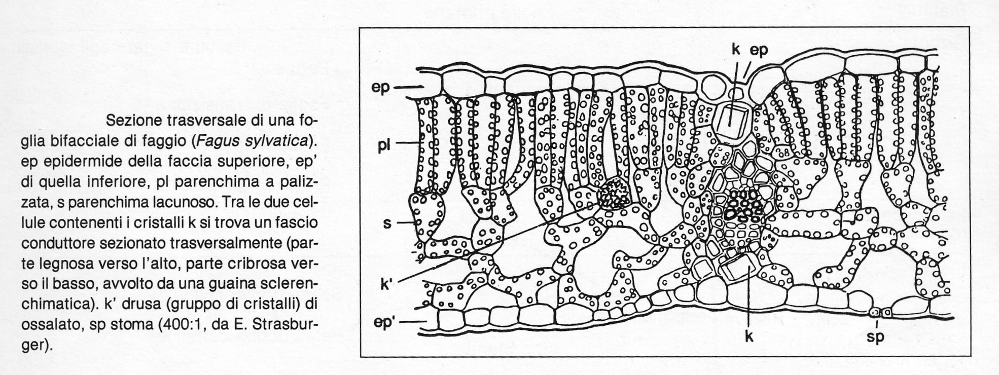 Sezione trasversale di una fo-
glia bifacciale di faggio (Fagus sylvatica).
ep epidermide della faccia superiore, ep’
di quella inferiore, pl parenchima a paliz-
zata, s parenchima lacunoso. Tra le due cel-
lule contenenti i cristalli k si trova un fascio
conduttore sezionato trasversalmente (par-
te legnosa verso l’alto, parte cribrosa ver-
so il basso, avvolto da una guaina scleren-
chimatica). k’ drusa (gruppo di cristalli) di
ossalato, sp stoma (400:1, da E. Strasbur-
ger).
k ep
ep
pl
s
k'
ep'
k
sp